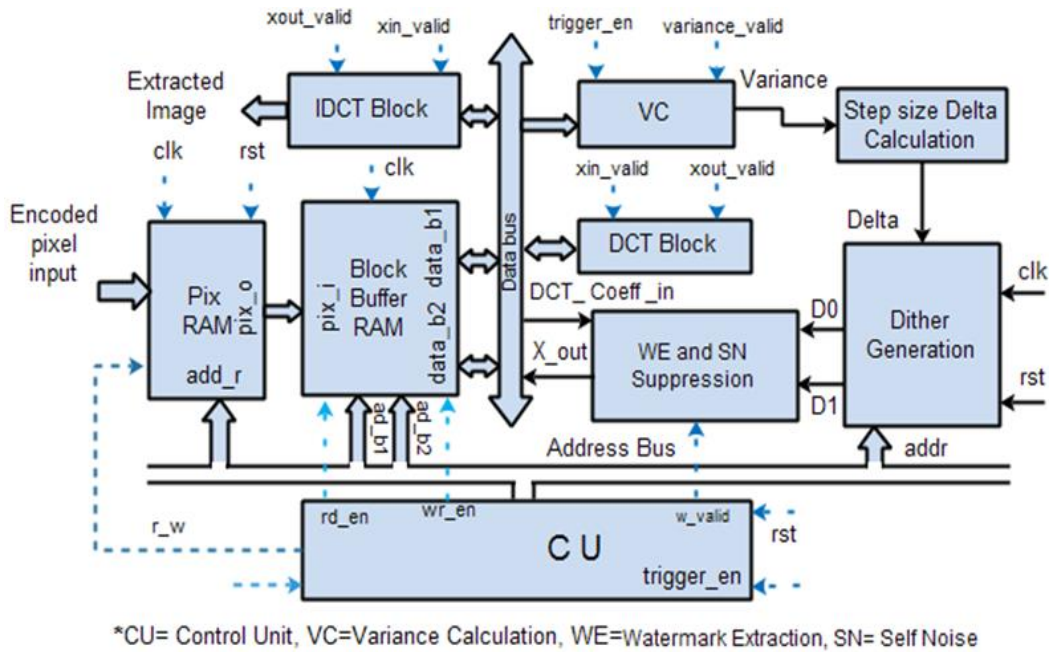 xout_valid
xin_valid
trigger_en
variance_valid
Extracted
Image
IDCT Block
VC
Variance
Step size Delta
Calculation
clk
rst
clk
xin_valid
xout_valid
Encoded
pixel
input
Pix
RAM
pix_o
add_r
pix_i
Block
Buffer
RAM
data_b1
data_b2
Data bus
DCT Block
Delta
DCT_ Coeff _in
X_out
WE and SN
Suppression
D0
D1
Dither
Generation
clk
rst
ad_b1
ad_b2
Address Bus
addr
r_w
rd_en
wr_en
w_valid
rst
C U
trigger_en
*CU= Control Unit, VC=Variance Calculation, WE=Watermark Extraction, SN= Self Noise